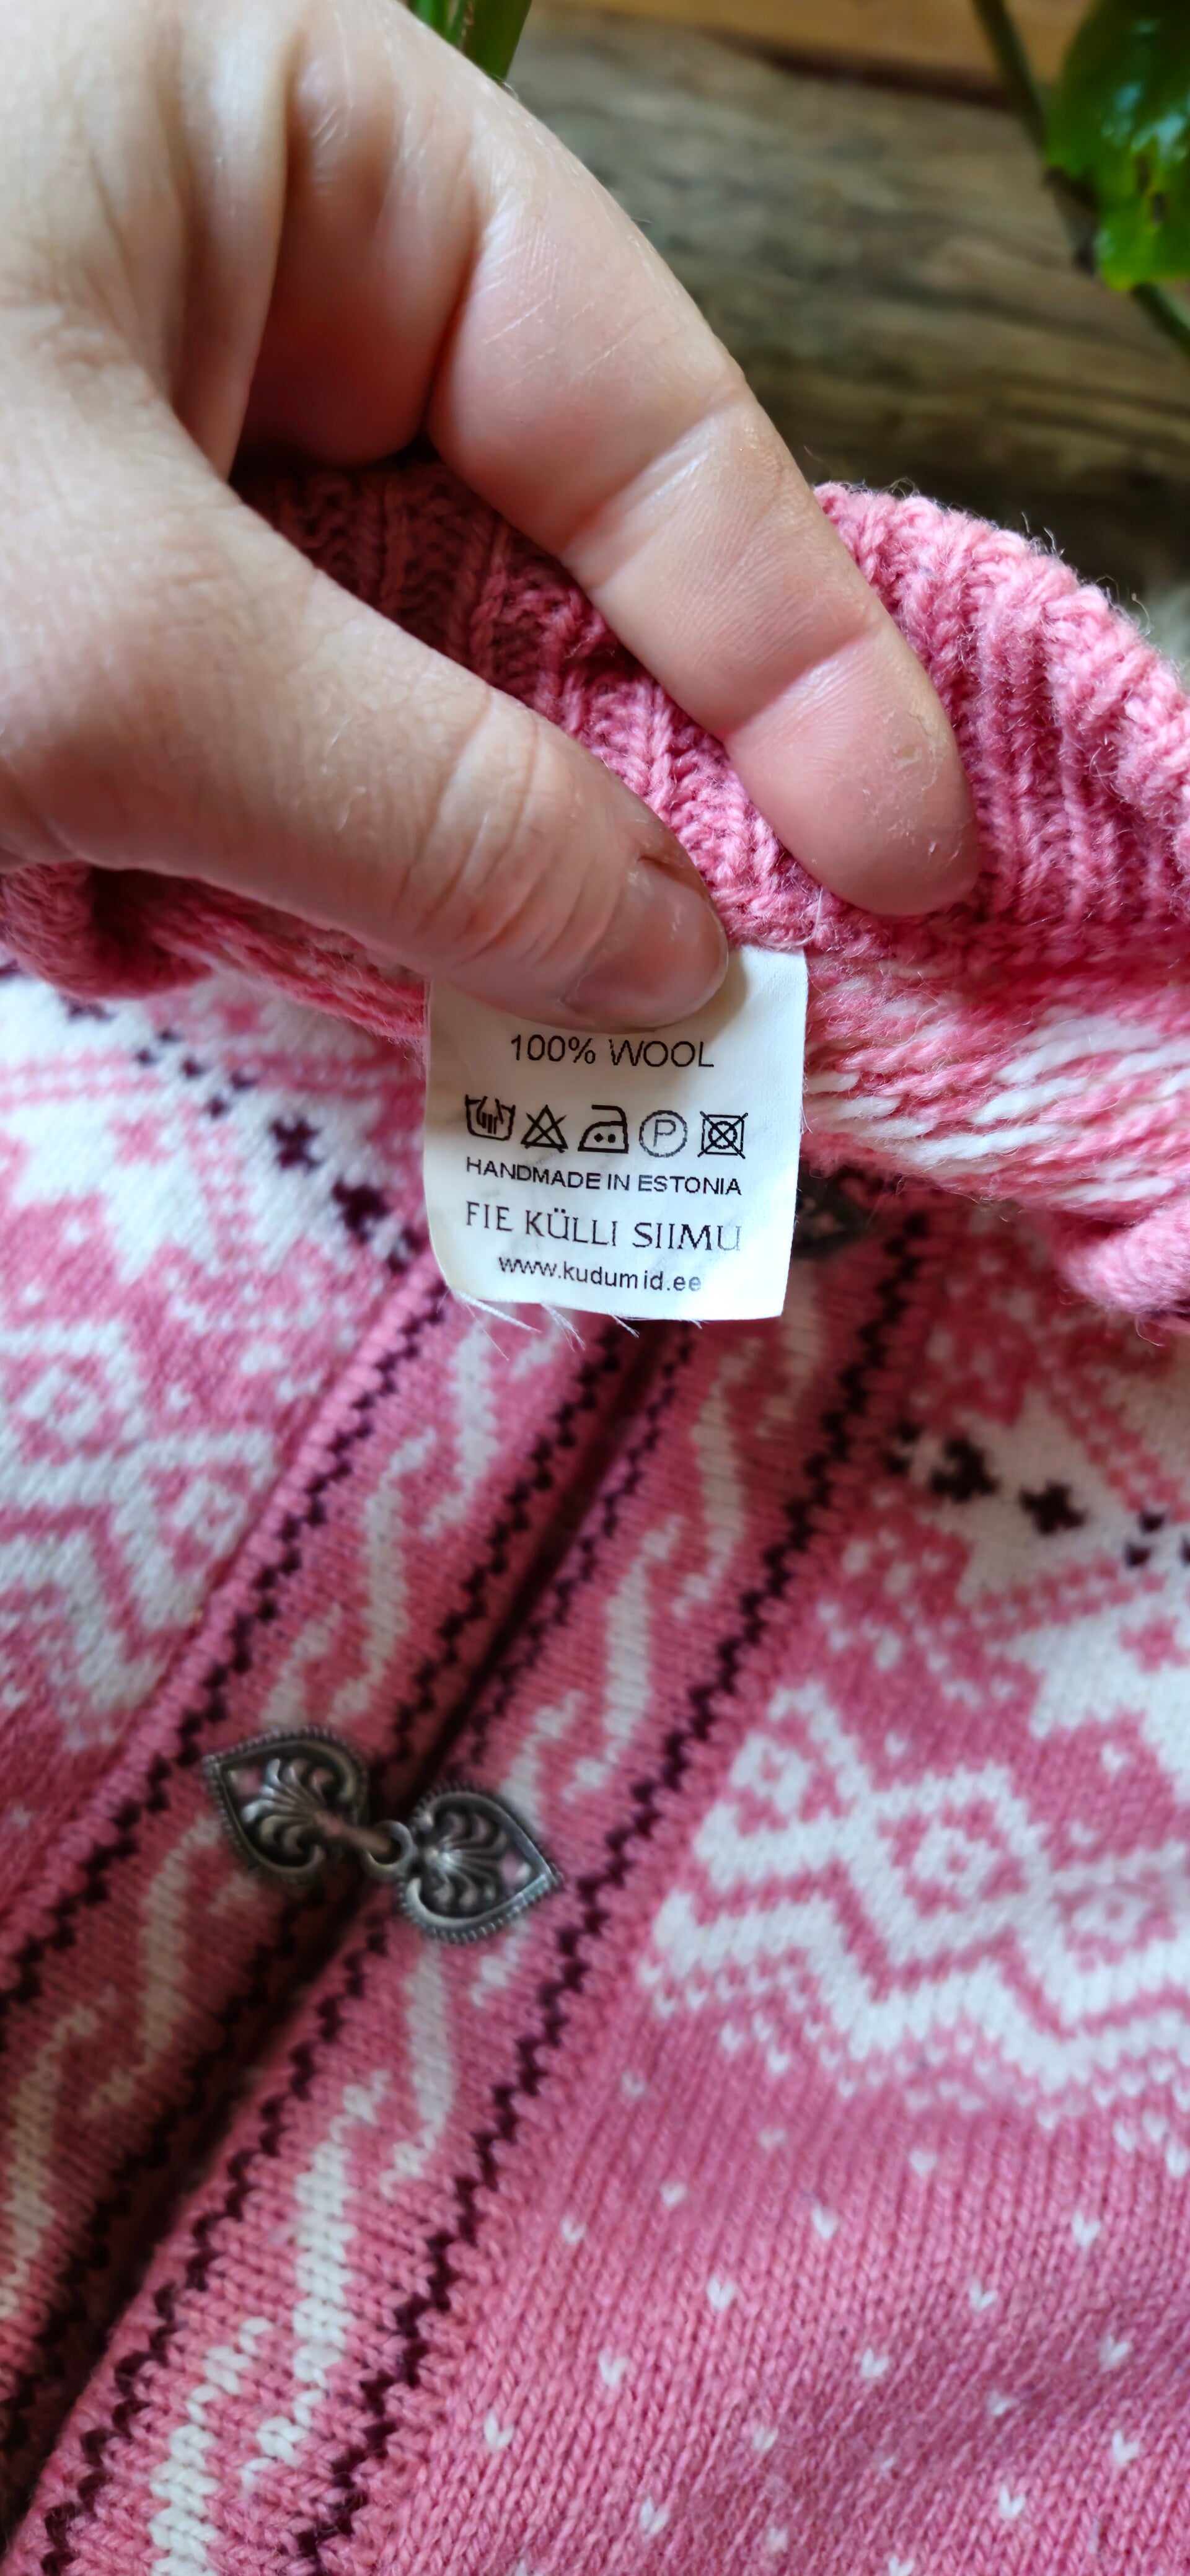 100% WOOL
P
HANDMADE IN ESTONIA
FIE KÜLLI SIIMU
www.kudumid.ee